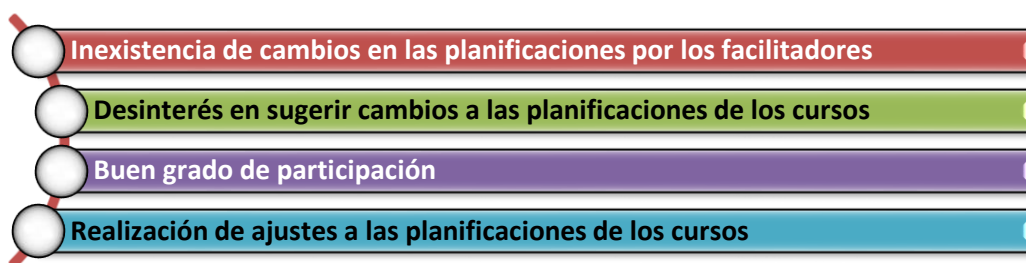 Inexistencia de cambios en las planificaciones por los facilitadores
Desinterés en sugerir cambios a las planificaciones de los cursos
Buen grado de participación
Realización de ajustes a las planificaciones de los cursos